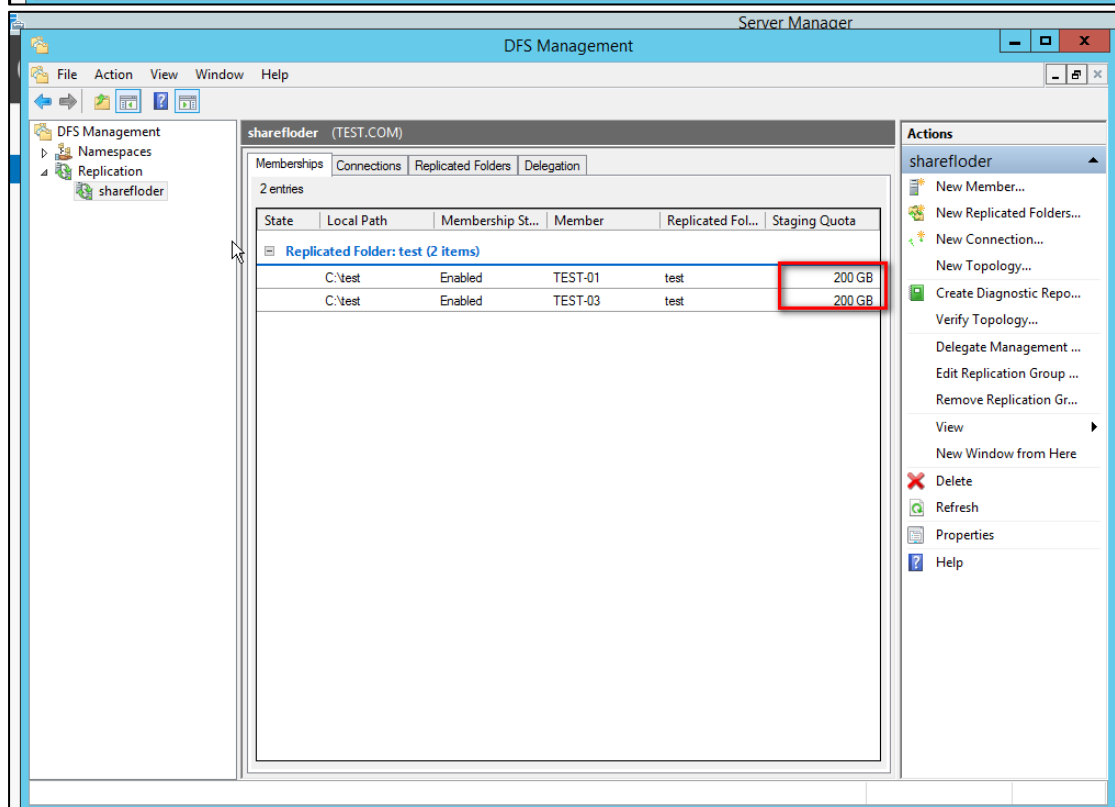 Server Manager
DFS Management
File Action View Window Help
DFS Management
Namespaces
Replication
sharefloder
sharefloder (TEST.COM)
Memberships Connections Replicated Folders Delegation
2 entries
State Local Path Membership St... Member Replicated Fol... Staging Quota
Replicated Folder: test (2 items)
C:\test Enabled TEST-01 test 200 GB
C:\test Enabled TEST-03 test 200 GB
Actions
sharefloder
New Member...
New Replicated Folders...
New Connection...
New Topology...
Create Diagnostic Repo...
Verify Topology...
Delegate Management ...
Edit Replication Group ...
Remove Replication Gr...
View
New Window from Here
Delete
Refresh
Properties
Help